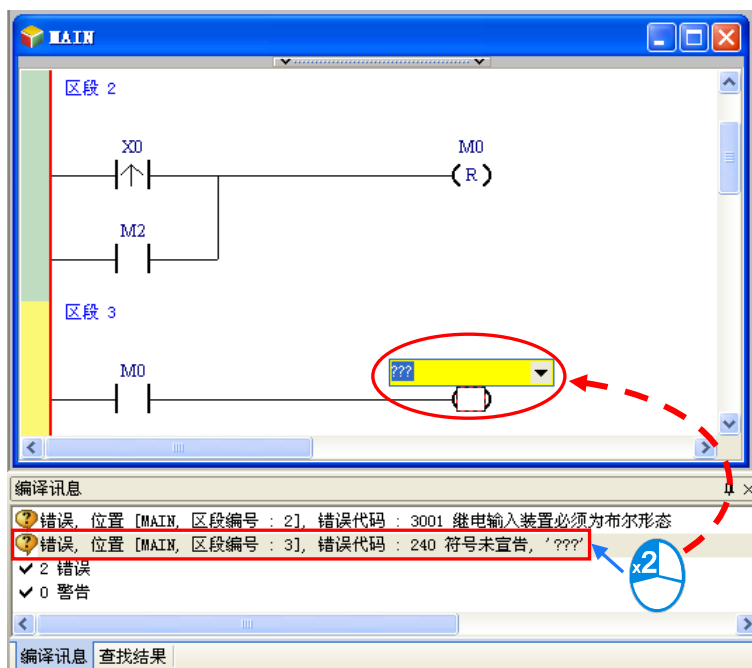 MAIN
区段 2
X0
M0
R
M2
区段 3
M0
???
编译讯息
错误, 位置 [MAIN, 区段编号 : 2], 错误代码 : 3001 继电输入装置必须为布尔形态
错误, 位置 [MAIN, 区段编号 : 3], 错误代码 : 240 符号未宣告, '???'
2 错误
0 警告
x2
编译讯息 查找结果